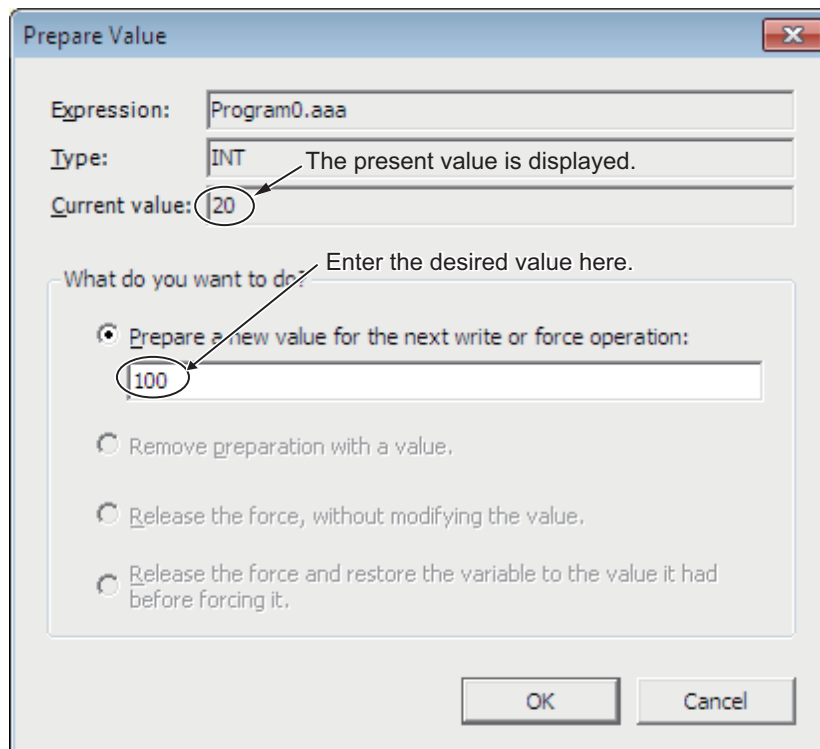 Prepare Value
Expression: Program0.aaa
Type: INT
The present value is displayed.
Current value: 20
Enter the desired value here.
What do you want to do?
Prepare a new value for the next write or force operation:
100
Remove preparation with a value.
Release the force, without modifying the value.
Release the force and restore the variable to the value it had
before forcing it.
OK Cancel